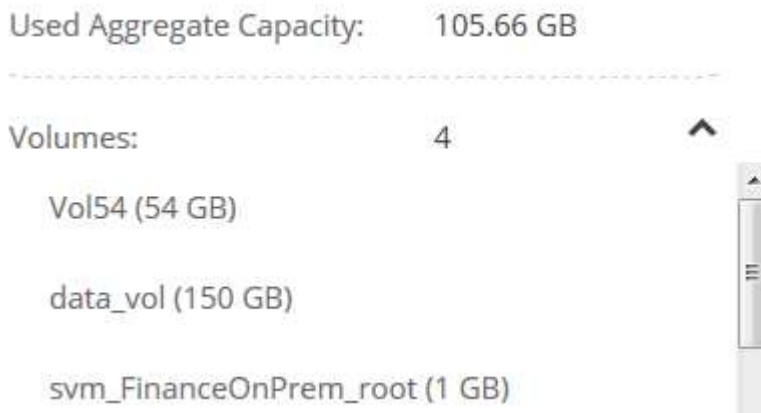 Used Aggregate Capacity: 105.66 GB
Volumes: 4
Vol54 (54 GB)
data_vol (150 GB)
svm_FinanceOnPrem_root (1 GB)